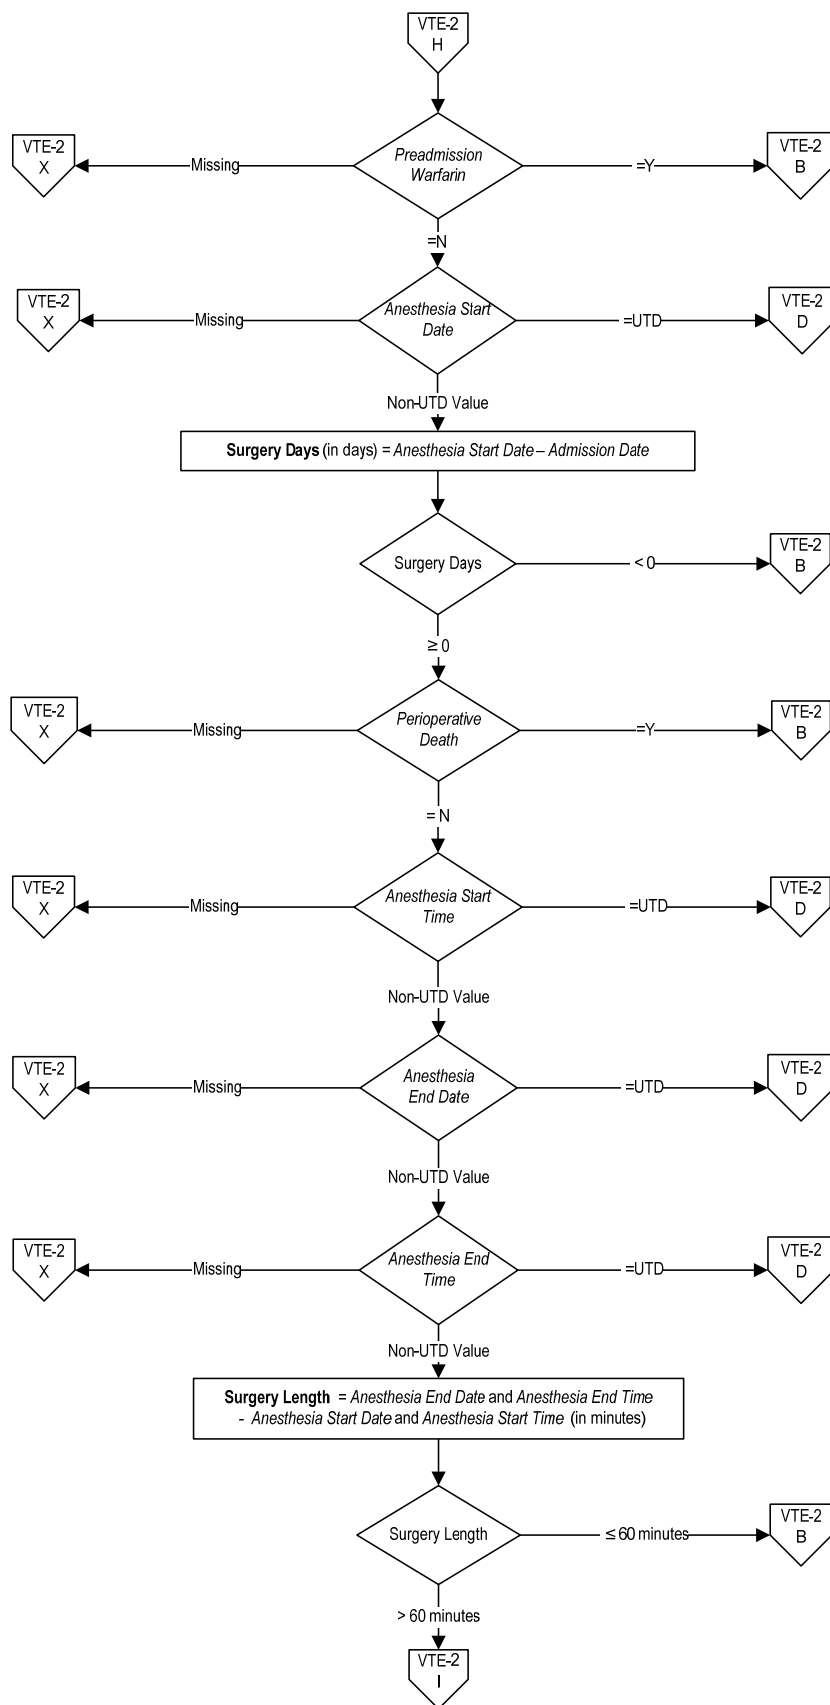 VTE-2
H
VTE-2
X
Missing
Preadmission
Warfarin
=Y
VTE-2
B
=N
VTE-2
X
Missing
Anesthesia Start
Date
=UTD
VTE-2
D
Non-UTD Value
Surgery Days (in days) = Anesthesia Start Date – Admission Date
Surgery Days
< 0
VTE-2
B
≥ 0
VTE-2
X
Missing
Perioperative
Death
=Y
VTE-2
B
= N
VTE-2
X
Missing
Anesthesia Start
Time
=UTD
VTE-2
D
Non-UTD Value
VTE-2
X
Missing
Anesthesia
End Date
=UTD
VTE-2
D
Non-UTD Value
VTE-2
X
Missing
Anesthesia End
Time
=UTD
VTE-2
D
Non-UTD Value
Surgery Length = Anesthesia End Date and Anesthesia End Time
- Anesthesia Start Date and Anesthesia Start Time (in minutes)
Surgery Length
≤ 60 minutes
VTE-2
B
> 60 minutes
VTE-2
I